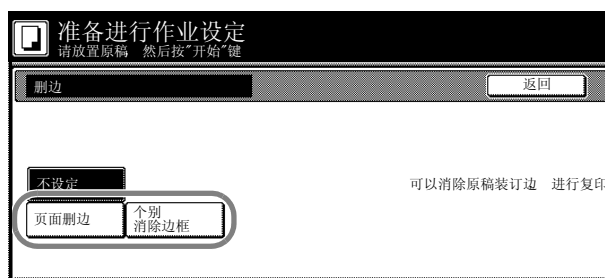 准备进行作业设定
请放置原稿 然后按"开始"键
删边
返回
不设定
可以消除原稿装订边 进行复印
页面删边
个别
消除边框